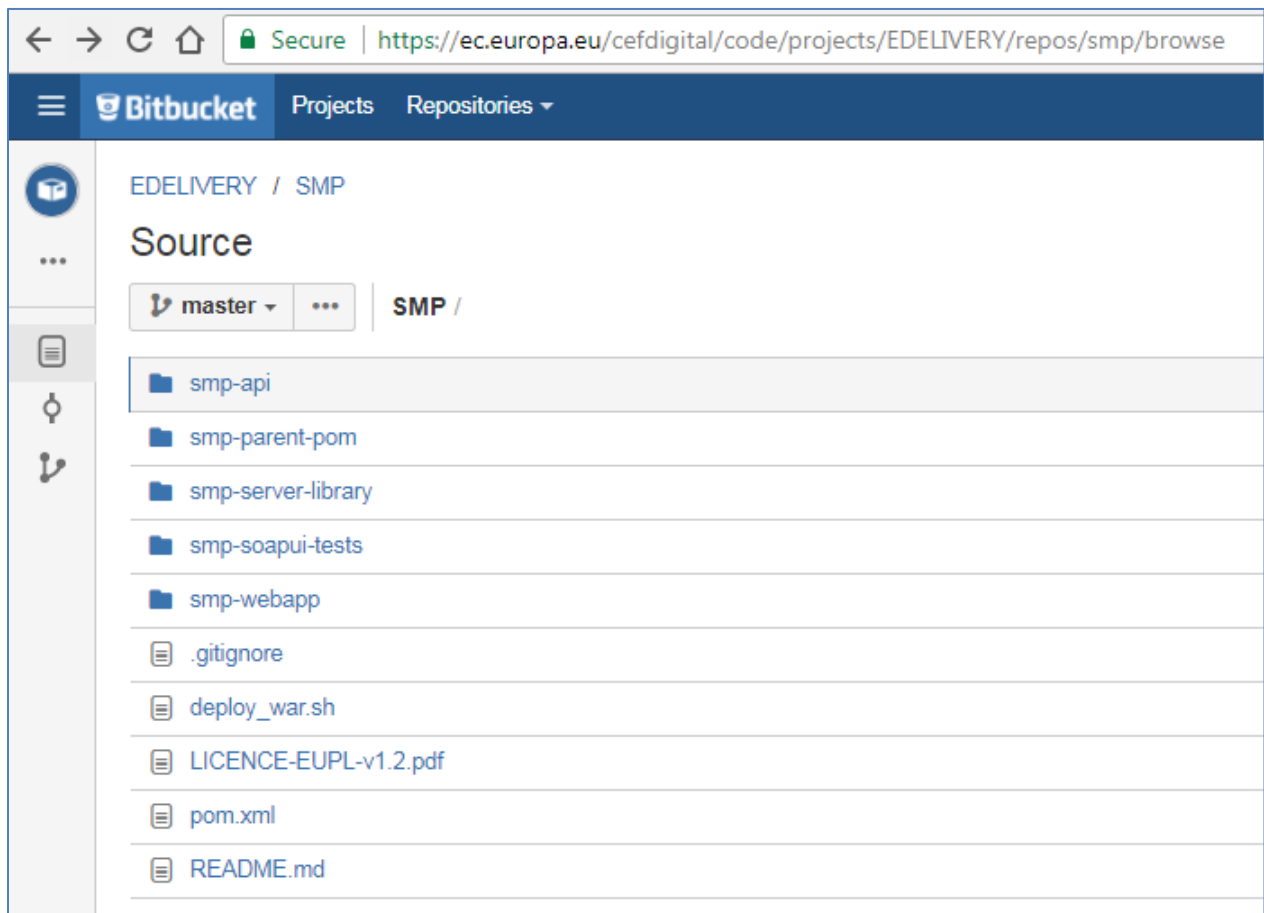 Secure | https://ec.europa.eu/cefdigital/code/projects/EDELIVERY/repos/smp/browse
Bitbucket Projects Repositories
EDELIVERY / SMP
Source
master SMP /
smp-api
smp-parent-pom
smp-server-library
smp-soapui-tests
smp-webapp
.gitignore
deploy_war.sh
LICENCE-EUPL-v1.2.pdf
pom.xml
README.md